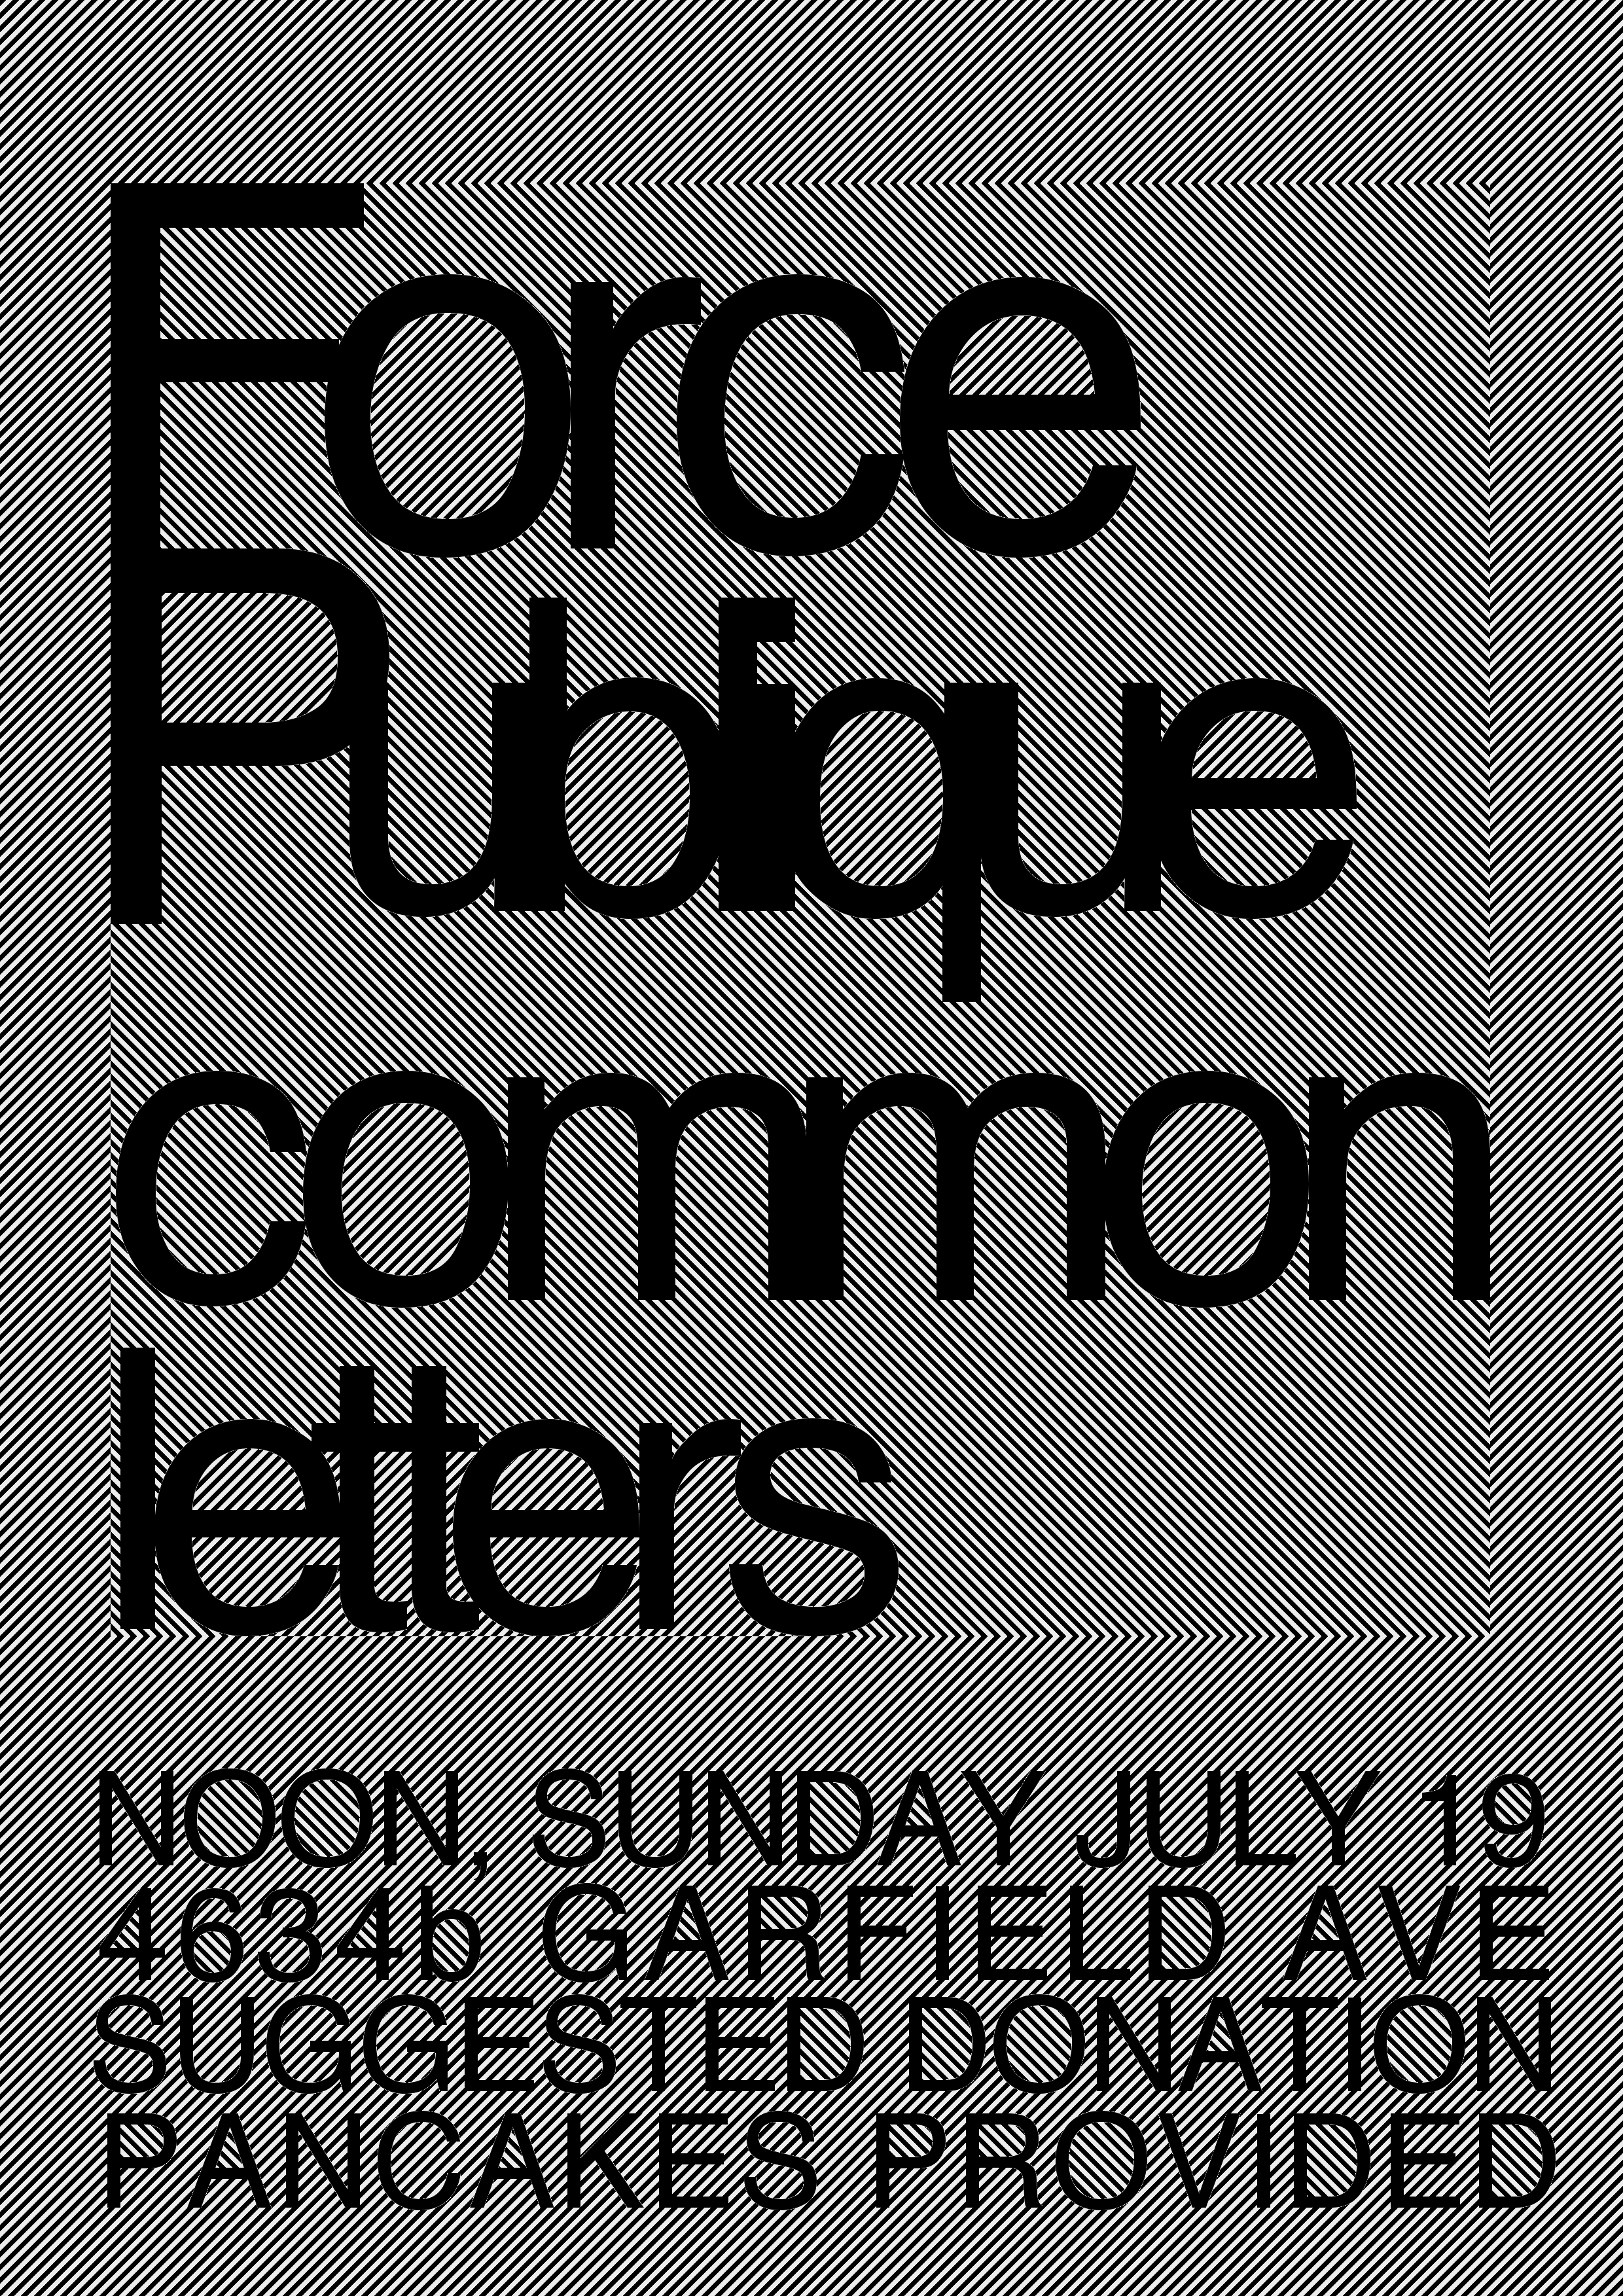 Force
Publique
common
letters
NOON, SUNDAY JULY 19
4634b GARFIELD AVE
SUGGESTED DONATION
PANCAKES PROVIDED